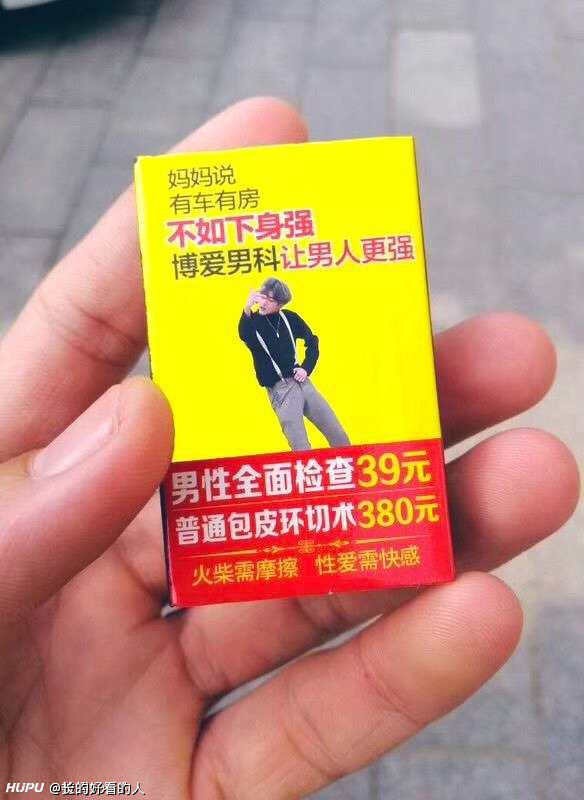 妈妈说
有车有房
不如下身强
博爱男科让男人更强
男性全面检查39元
普通包皮环切术380元
火柴需摩擦 性爱需快感
HUPU @长的好看的人